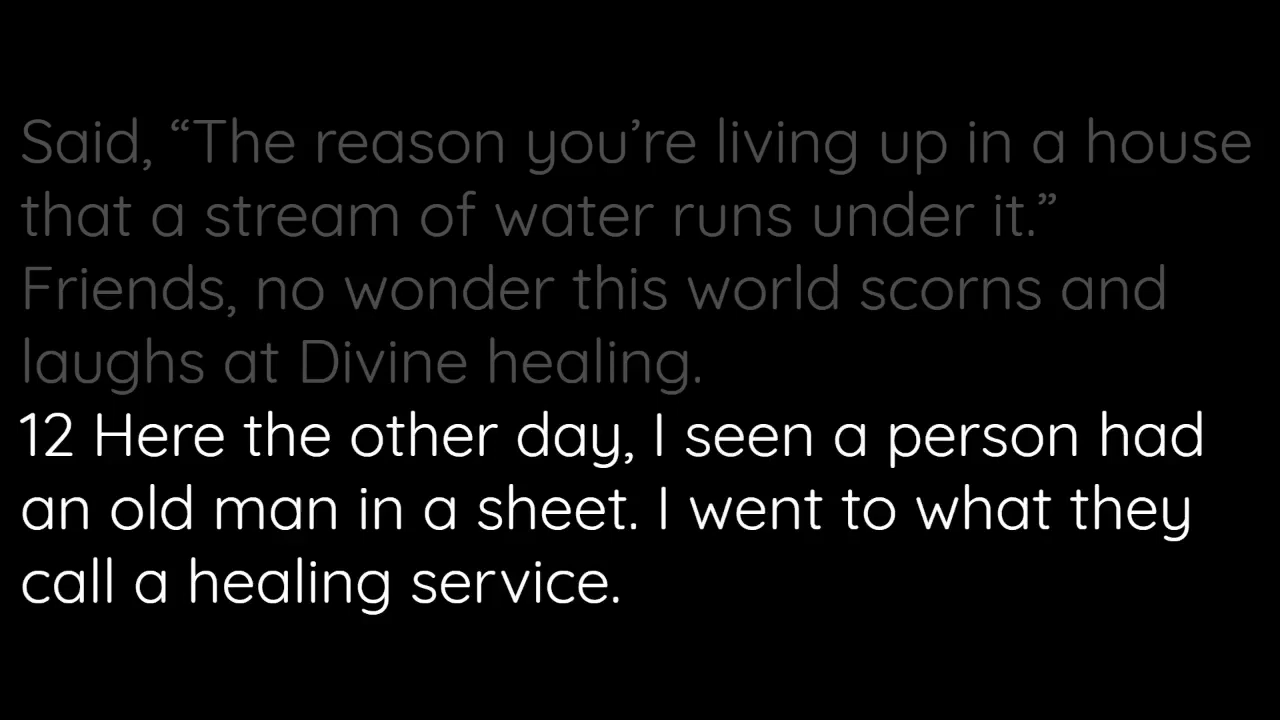 Said, “The reason you’re living up in a house
that a stream of water runs under it.”
Friends, no wonder this world scorns and
laughs at Divine healing.
12 Here the other day, I seen a person had
an old man in a sheet. I went to what they
call a healing service.